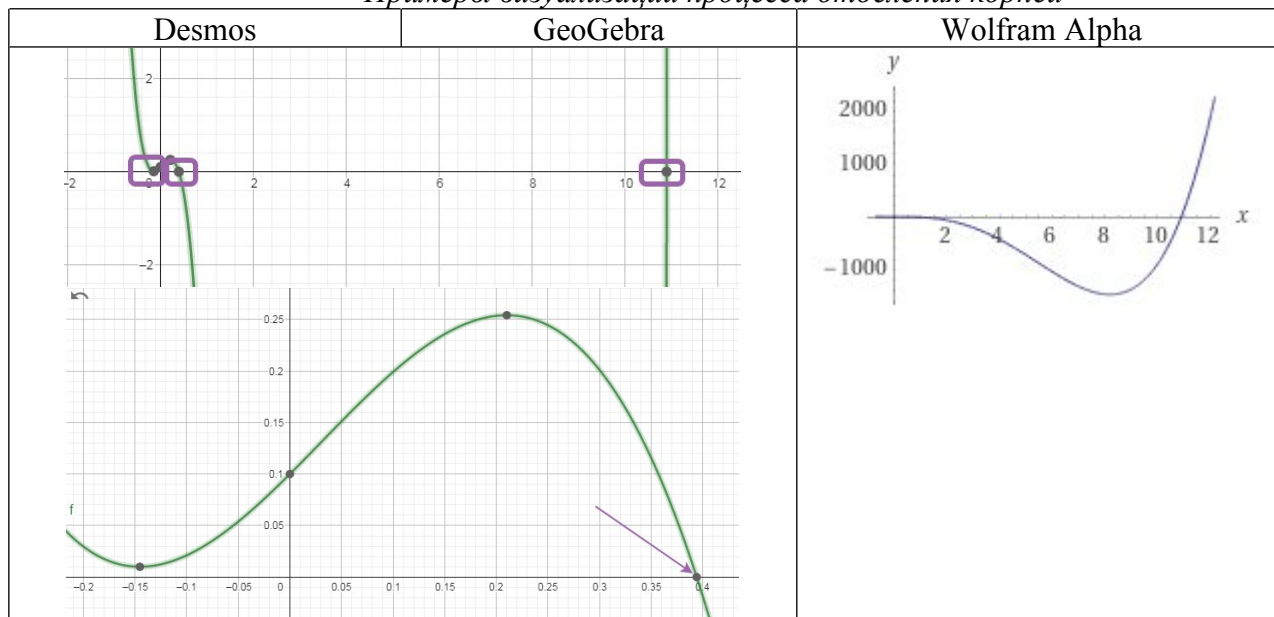 Примеры визуализации процесса отделения корней
Desmos GeoGebra Wolfram Alpha
2
-2 0 2 4 6 8 10 12
−2
0.25
0.2
0.15
0.1
0.05
f
−0.2 −0.15 −0.1 −0.05 0 0.05 0.1 0.15 0.2 0.25 0.3 0.35 0.4
y
2000
1000
2 4 6 8 10 12 x
−1000